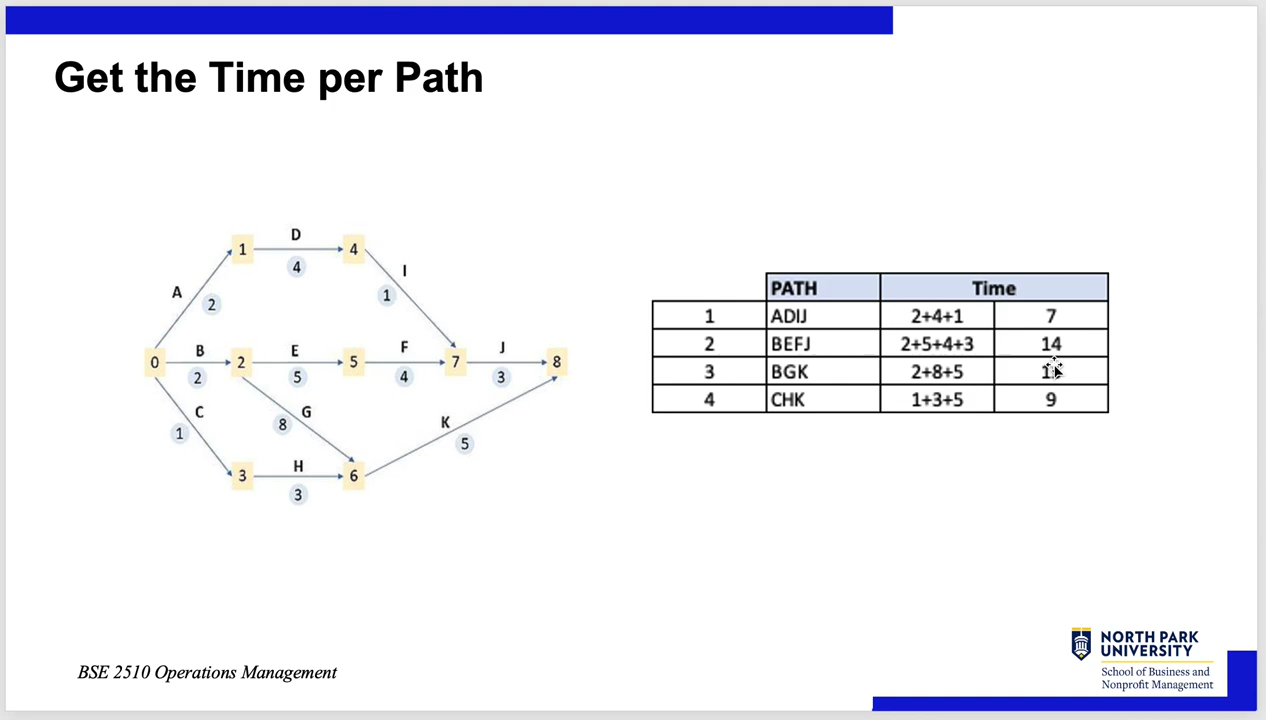 Get the Time per Path
D
1
4
4
I
A
1
2
B
E
F
J
0
2
5
7
8
2
5
4
3
C
G
8
K
1
5
H
3
6
3
PATH Time
1 ADIJ 2+4+1 7
2 BEFJ 2+5+4+3 14
3 BGK 2+8+5
4 CHK 1+3+5 9
BSE 2510 Operations Management
NORTH PARK
UNIVERSITY
School of Business and
Nonprofit Management